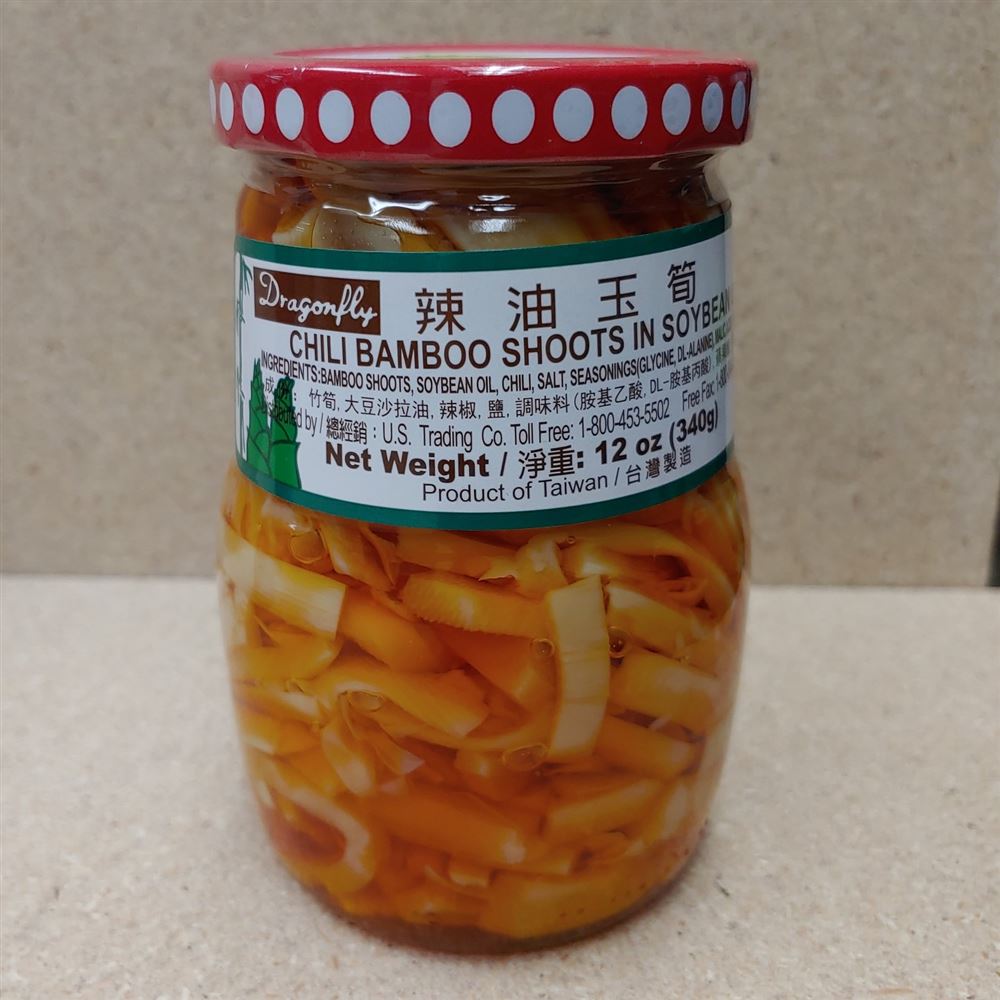 Dragonfly
辣油玉筍
CHILI BAMBOO SHOOTS IN SOYBEAN
INGREDIENTS:BAMBOO SHOOTS, SOYBEAN OIL, CHILI, SALT, SEASONINGS(GLYCINE, DL-ALANINE)
竹筍, 大豆沙拉油, 辣椒, 鹽, 調味料（胺基乙酸, DL-胺基丙酸）
by / 總經銷：U.S. Trading Co. Toll Free: 1-800-453-5502 Free Fax:
Net Weight / 淨重: 12 oz (340g)
Product of Taiwan / 台灣製造